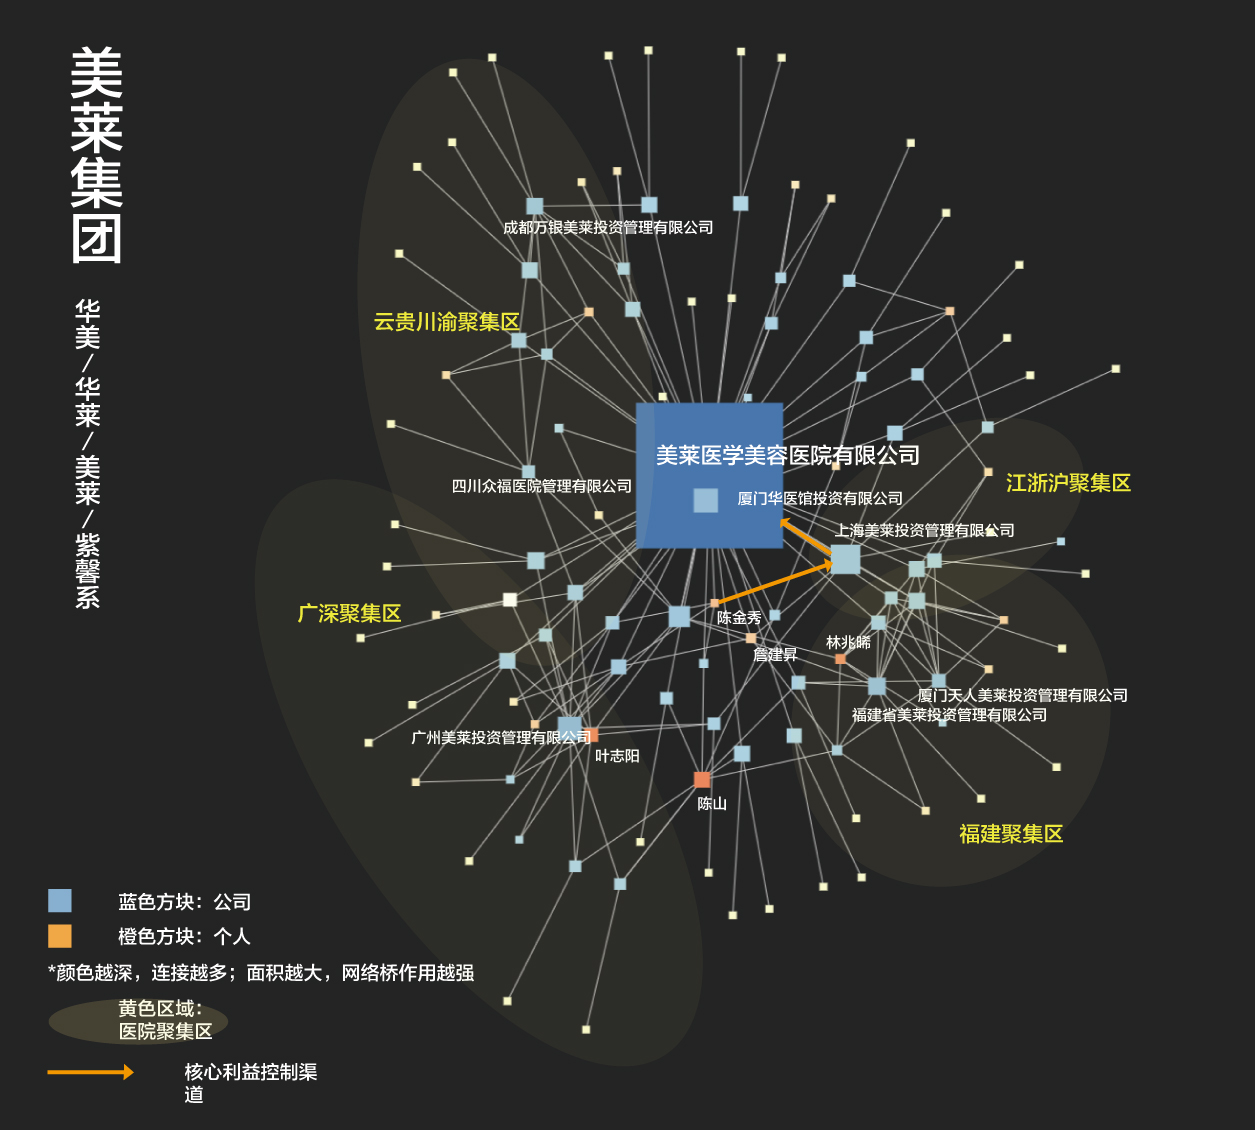 美莱集团
华美/华莱/美莱/紫馨系
成都万银美莱投资管理有限公司
云贵川渝聚集区
美莱医学美容医院有限公司
四川众福医院管理有限公司
厦门华医馆投资有限公司
江浙沪聚集区
上海美莱投资管理有限公司
广深聚集区
陈金秀
林兆晞
詹建昇
厦门天人美莱投资管理有限公司
福建省美莱投资管理有限公司
广州美莱投资管理有限公司
叶志阳
陈山
福建聚集区
蓝色方块：公司
橙色方块：个人
*颜色越深，连接越多；面积越大，网络桥作用越强
黄色区域：
医院聚集区
核心利益控制渠
道